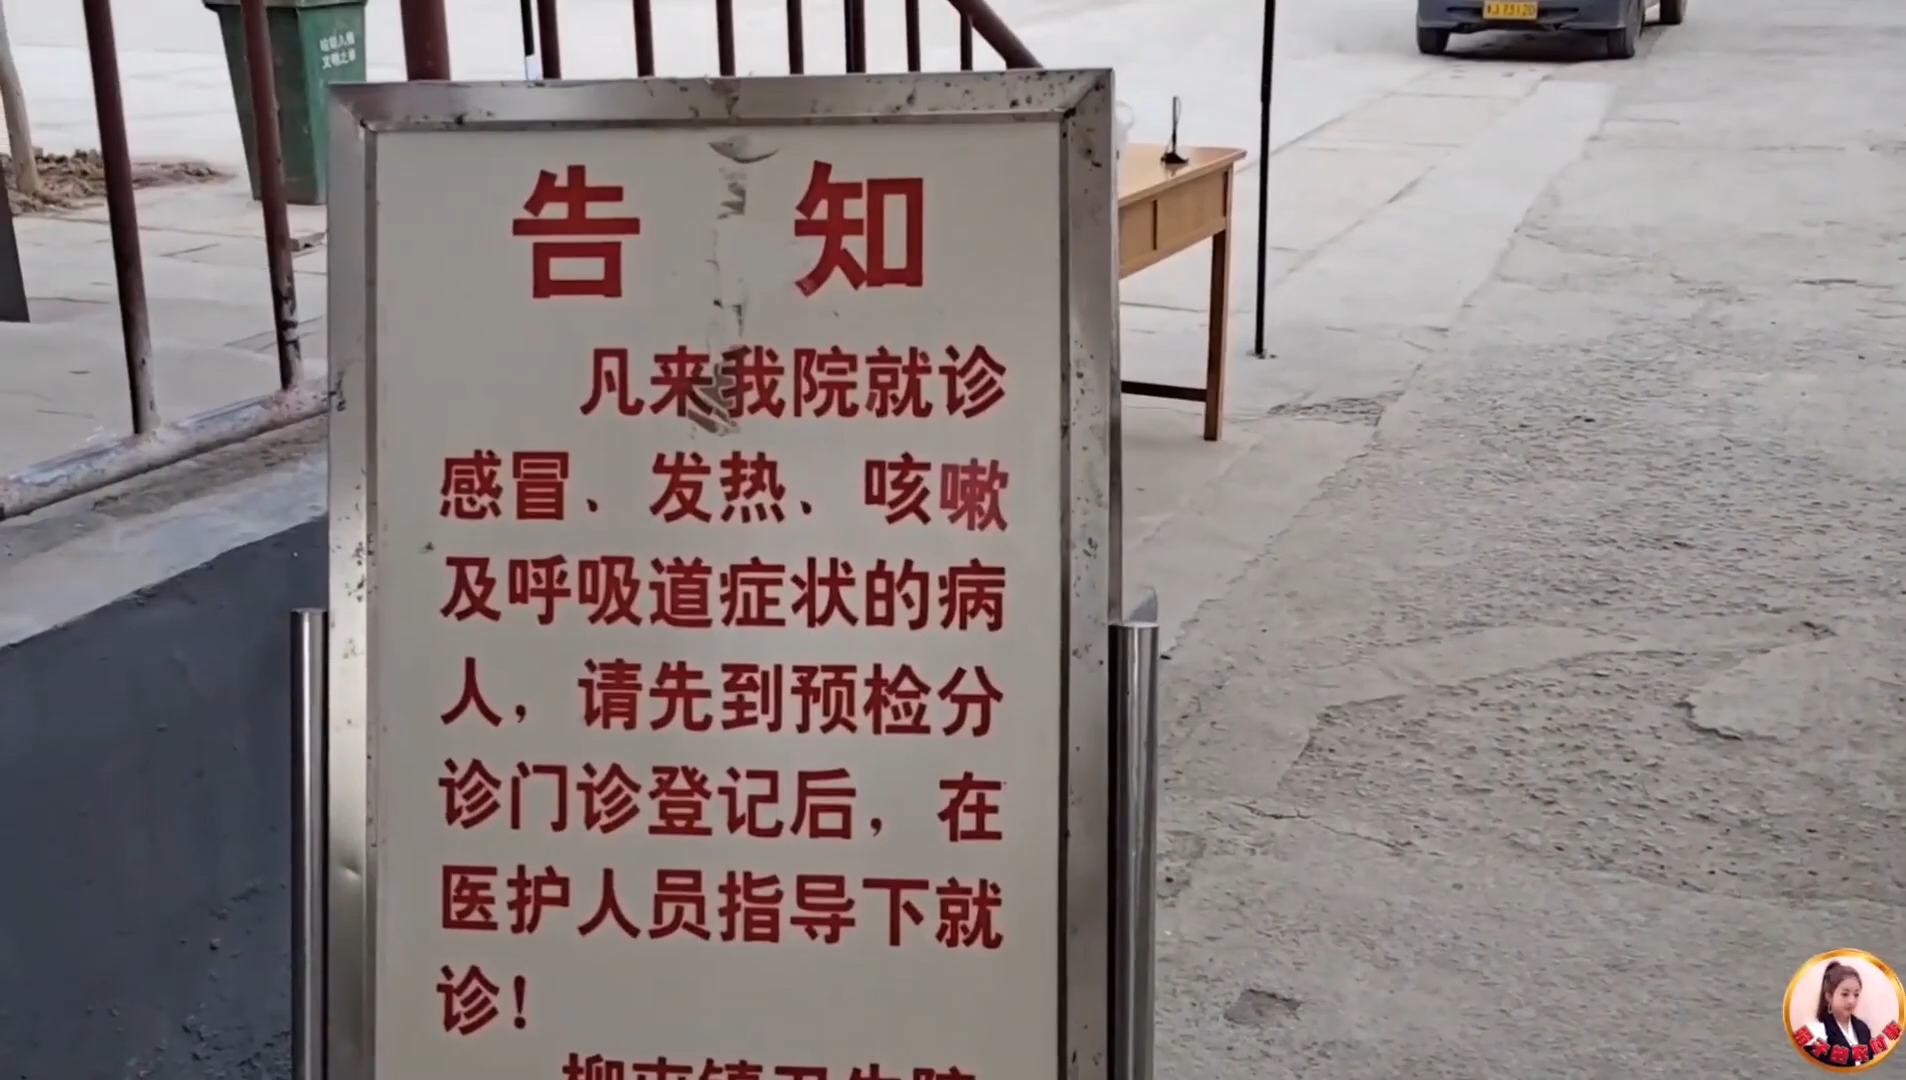 告 知
凡来我院就诊
感冒、发热、咳嗽
及呼吸道症状的病
人，请先到预检分
诊门诊登记后，在
医护人员指导下就
诊！
柳屯镇卫生院